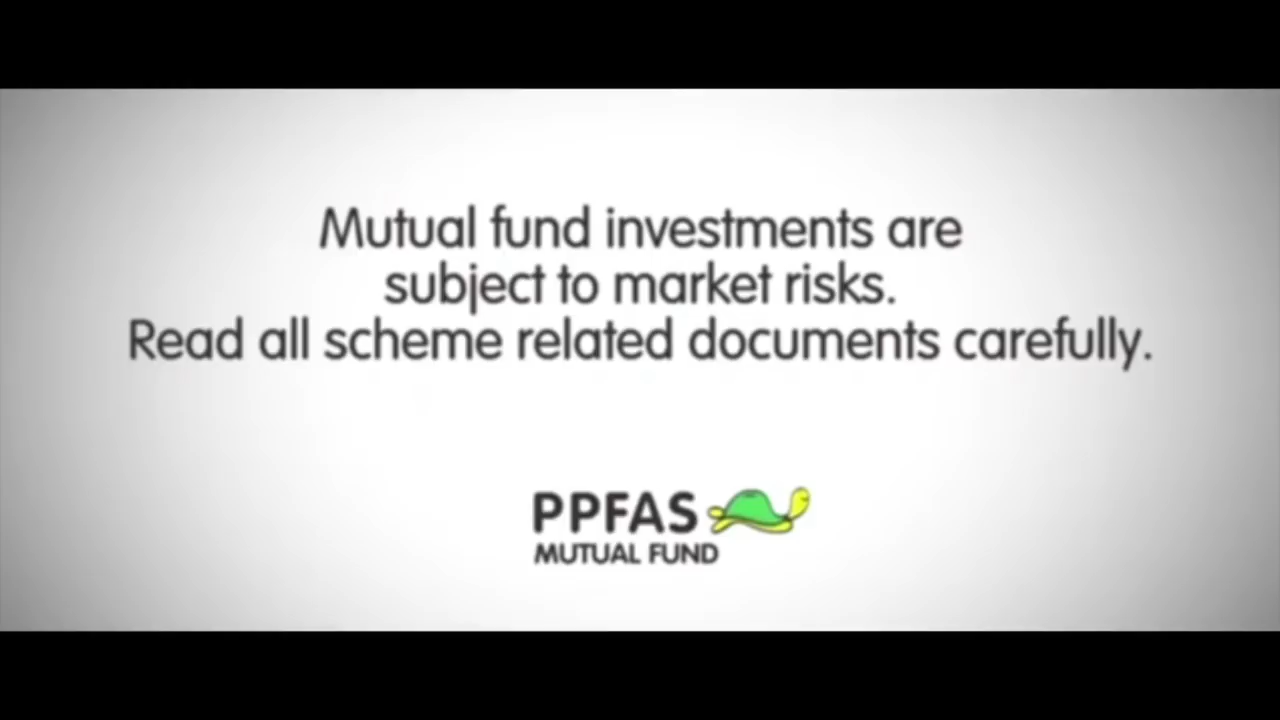 Mutual fund investments are
subject to market risks.
Read all scheme related documents carefully.
PPFAS
MUTUAL FUND